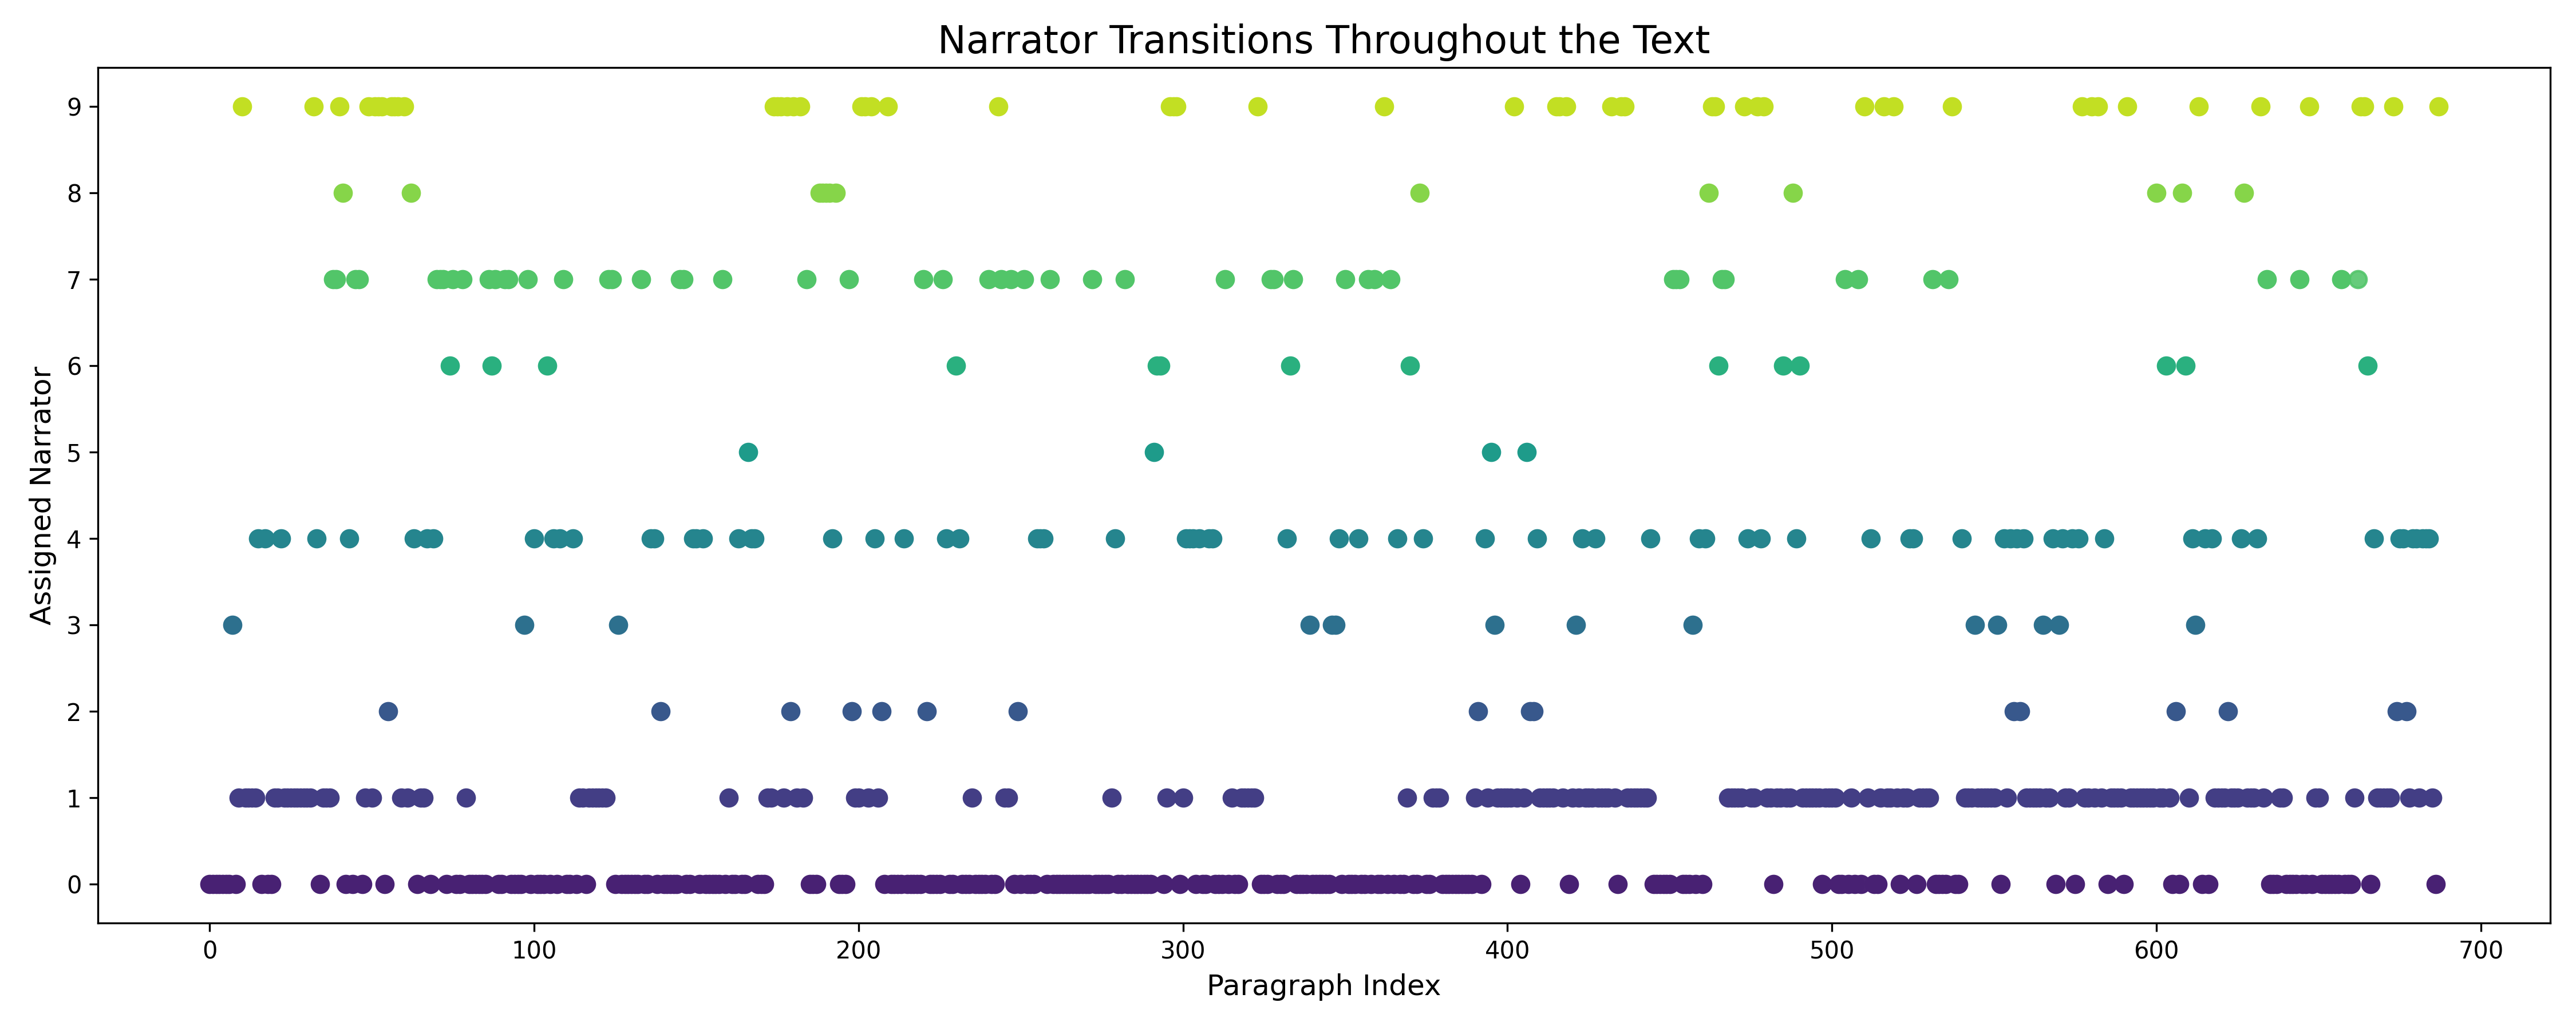 Narrator Transitions Throughout the Text
Assigned Narrator
9
8
7
6
5
4
3
2
1
0
0 100 200 300 400 500 600 700
Paragraph Index